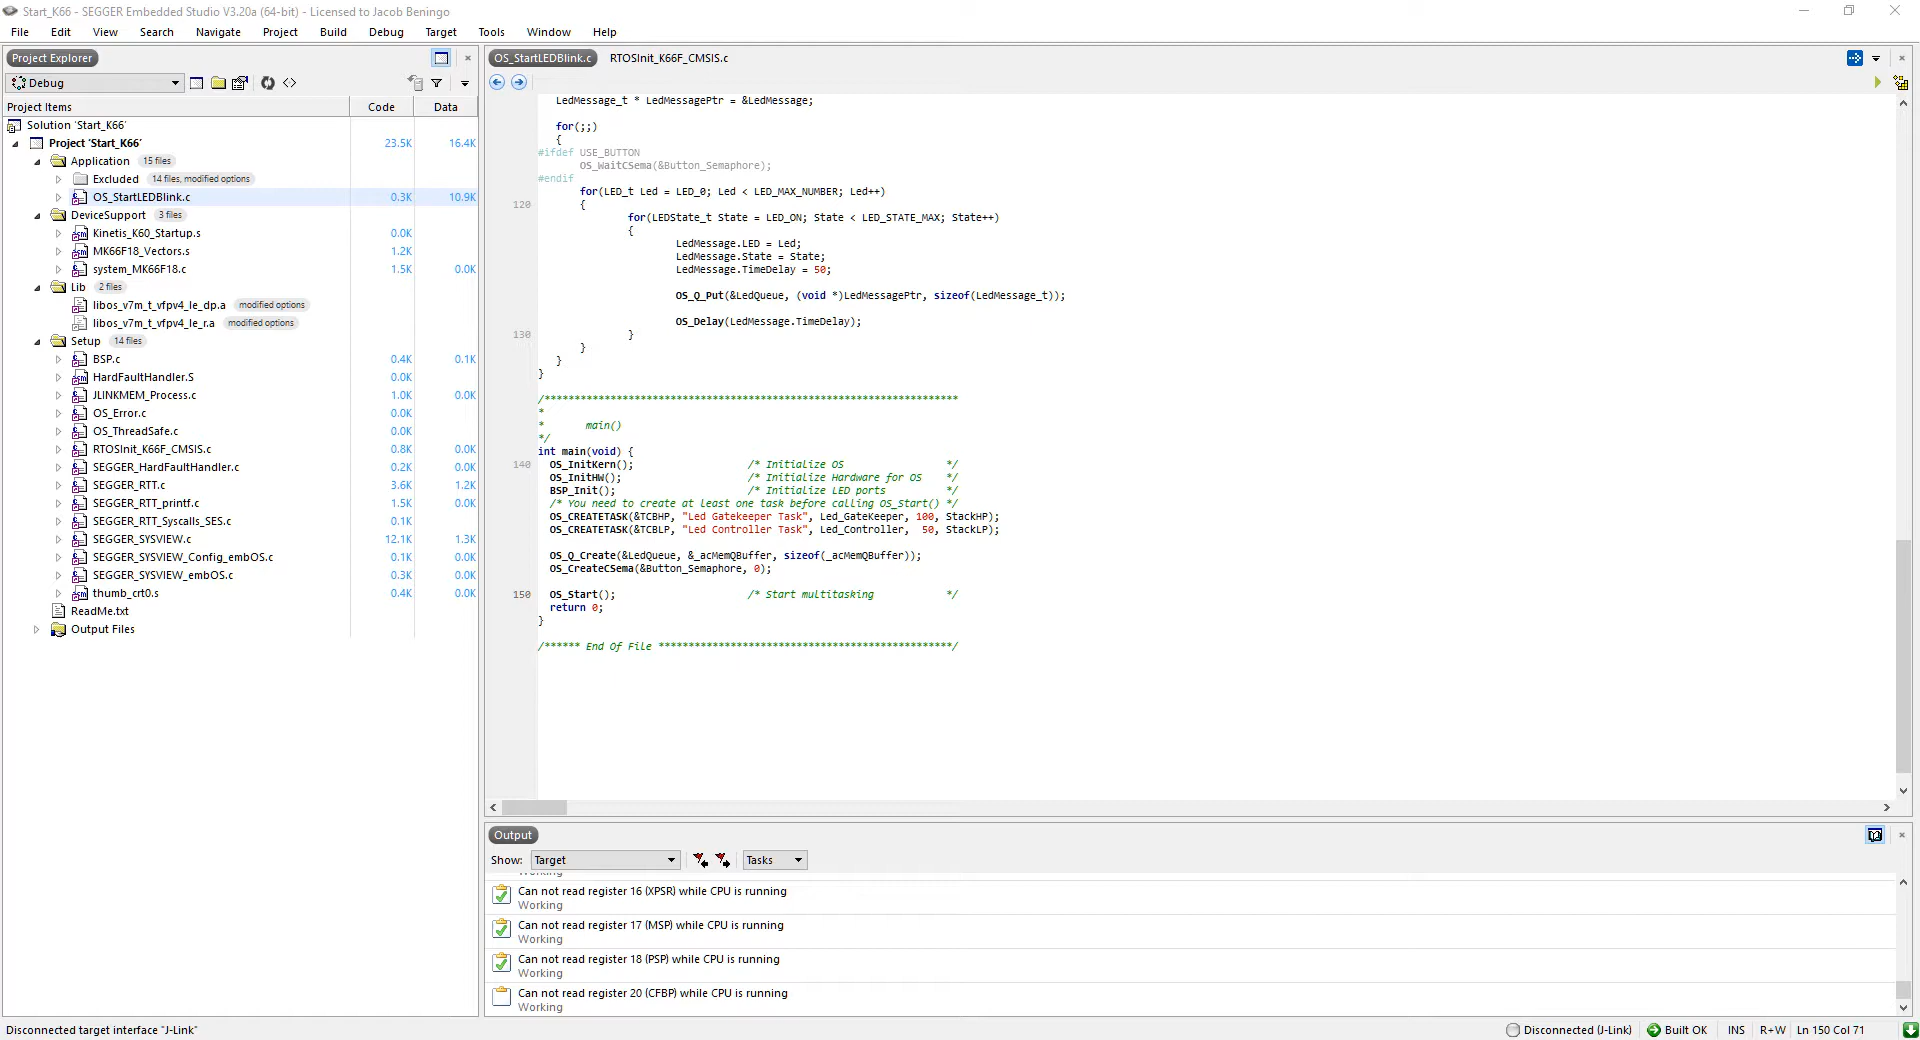 Start_K66 - SEGGER Embedded Studio V3.20a (64-bit) - Licensed to Jacob Beningo
File Edit View Search Navigate Project Build Debug Target Tools Window Help
Project Explorer
Debug
Project Items Code Data
Solution 'Start_K66'
Project 'Start_K66' 23.5K 16.4K
Application 15 files
Excluded 14 files, modified options
OS_StartLEDBlink.c 0.3K 10.9K
DeviceSupport 3 files
Kinetis_K60_Startup.s 0.0K
MK66F18_Vectors.s 1.2K
system_MK66F18.c 1.5K 0.0K
Lib 2 files
libos_v7m_t_vfpv4_le_dp.a modified options
libos_v7m_t_vfpv4_le_r.a modified options
Setup 14 files
BSP.c 0.4K 0.1K
HardFaultHandler.S 0.0K
JLINKMEM_Process.c 1.0K 0.0K
OS_Error.c 0.0K
OS_ThreadSafe.c 0.0K
RTOSInit_K66F_CMSIS.c 0.8K 0.0K
SEGGER_HardFaultHandler.c 0.2K 0.0K
SEGGER_RTT.c 3.6K 1.2K
SEGGER_RTT_printf.c 1.5K 0.0K
SEGGER_RTT_Syscalls_SES.c 0.1K
SEGGER_SYSVIEW.c 12.1K 1.3K
SEGGER_SYSVIEW_Config_embOS.c 0.1K 0.0K
SEGGER_SYSVIEW_embOS.c 0.3K 0.0K
thumb_crt0.s 0.4K 0.0K
ReadMe.txt
Output Files
OS_StartLEDBlink.c RTOSInit_K66F_CMSIS.c
LedMessage_t * LedMessagePtr = &LedMessage;
for(;;)
{
#ifdef USE_BUTTON
OS_WaitCSema(&Button_Semaphore);
#endif
for(LED_t Led = LED_0; Led < LED_MAX_NUMBER; Led++)
120 {
for(LEDState_t State = LED_ON; State < LED_STATE_MAX; State++)
{
LedMessage.LED = Led;
LedMessage.State = State;
LedMessage.TimeDelay = 50;
OS_Q_Put(&LedQueue, (void *)LedMessagePtr, sizeof(LedMessage_t));
OS_Delay(LedMessage.TimeDelay);
130 }
}
}
}
/*********************************************************************
*
* main()
*/
int main(void) {
140 OS_InitKern(); /* Initialize OS */
OS_InitHW(); /* Initialize Hardware for OS */
BSP_Init(); /* Initialize LED ports */
/* You need to create at least one task before calling OS_Start() */
OS_CREATETASK(&TCBHP, "Led Gatekeeper Task", Led_GateKeeper, 100, StackHP);
OS_CREATETASK(&TCBLP, "Led Controller Task", Led_Controller, 50, StackLP);
OS_Q_Create(&LedQueue, &_acMemQBuffer, sizeof(_acMemQBuffer));
OS_CreateCSema(&Button_Semaphore, 0);
150 OS_Start(); /* Start multitasking */
return 0;
}
/****** End Of File *************************************************/
Output
Show: Target Tasks
Working
Can not read register 16 (XPSR) while CPU is running
Working
Can not read register 17 (MSP) while CPU is running
Working
Can not read register 18 (PSP) while CPU is running
Working
Can not read register 20 (CFBP) while CPU is running
Working
Disconnected target interface "J-Link" Disconnected (J-Link) Built OK INS R+W Ln 150 Col 71